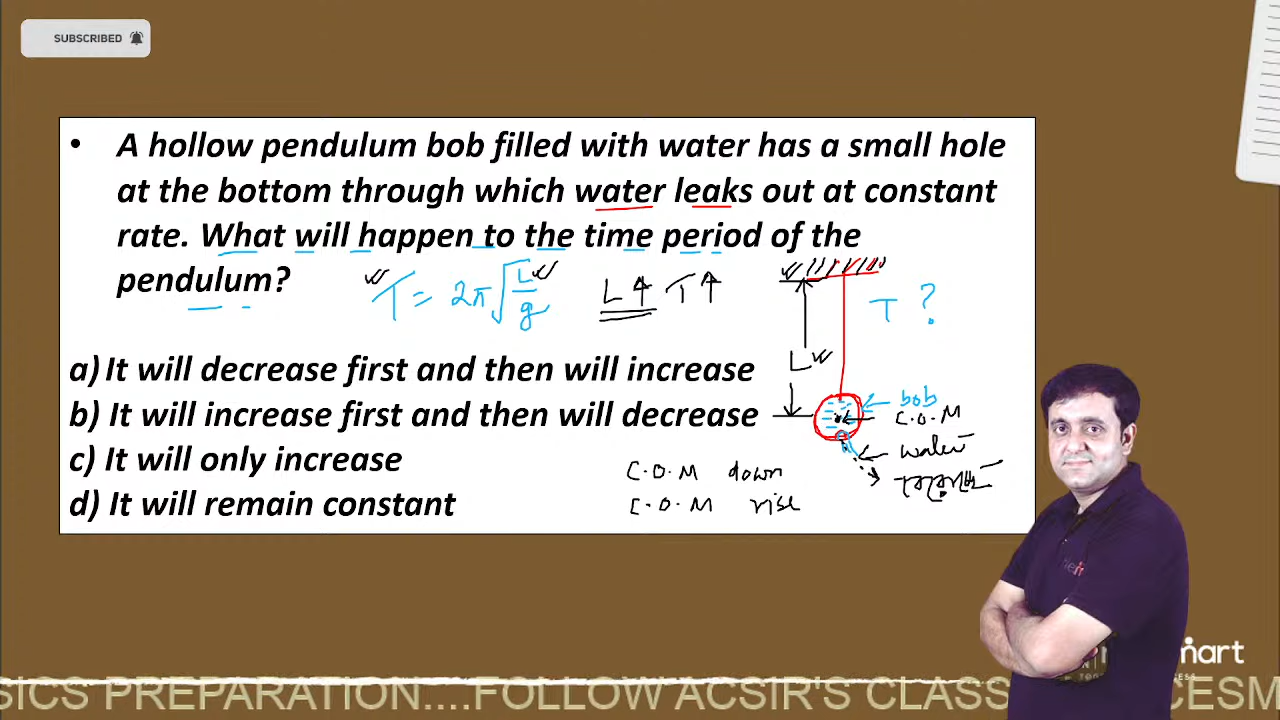 SUBSCRIBED
• A hollow pendulum bob filled with water has a small hole
at the bottom through which water leaks out at constant
rate. What will happen to the time period of the
pendulum?
T = 2π √L/g L↑ T↑
T ?
L
a) It will decrease first and then will increase
b) It will increase first and then will decrease
c) It will only increase
d) It will remain constant
bob
C.O.M
water
C.O.M down
C.O.M rise
SICS PREPARATION....FOLLOW ACSIR'S CLASS
CESM